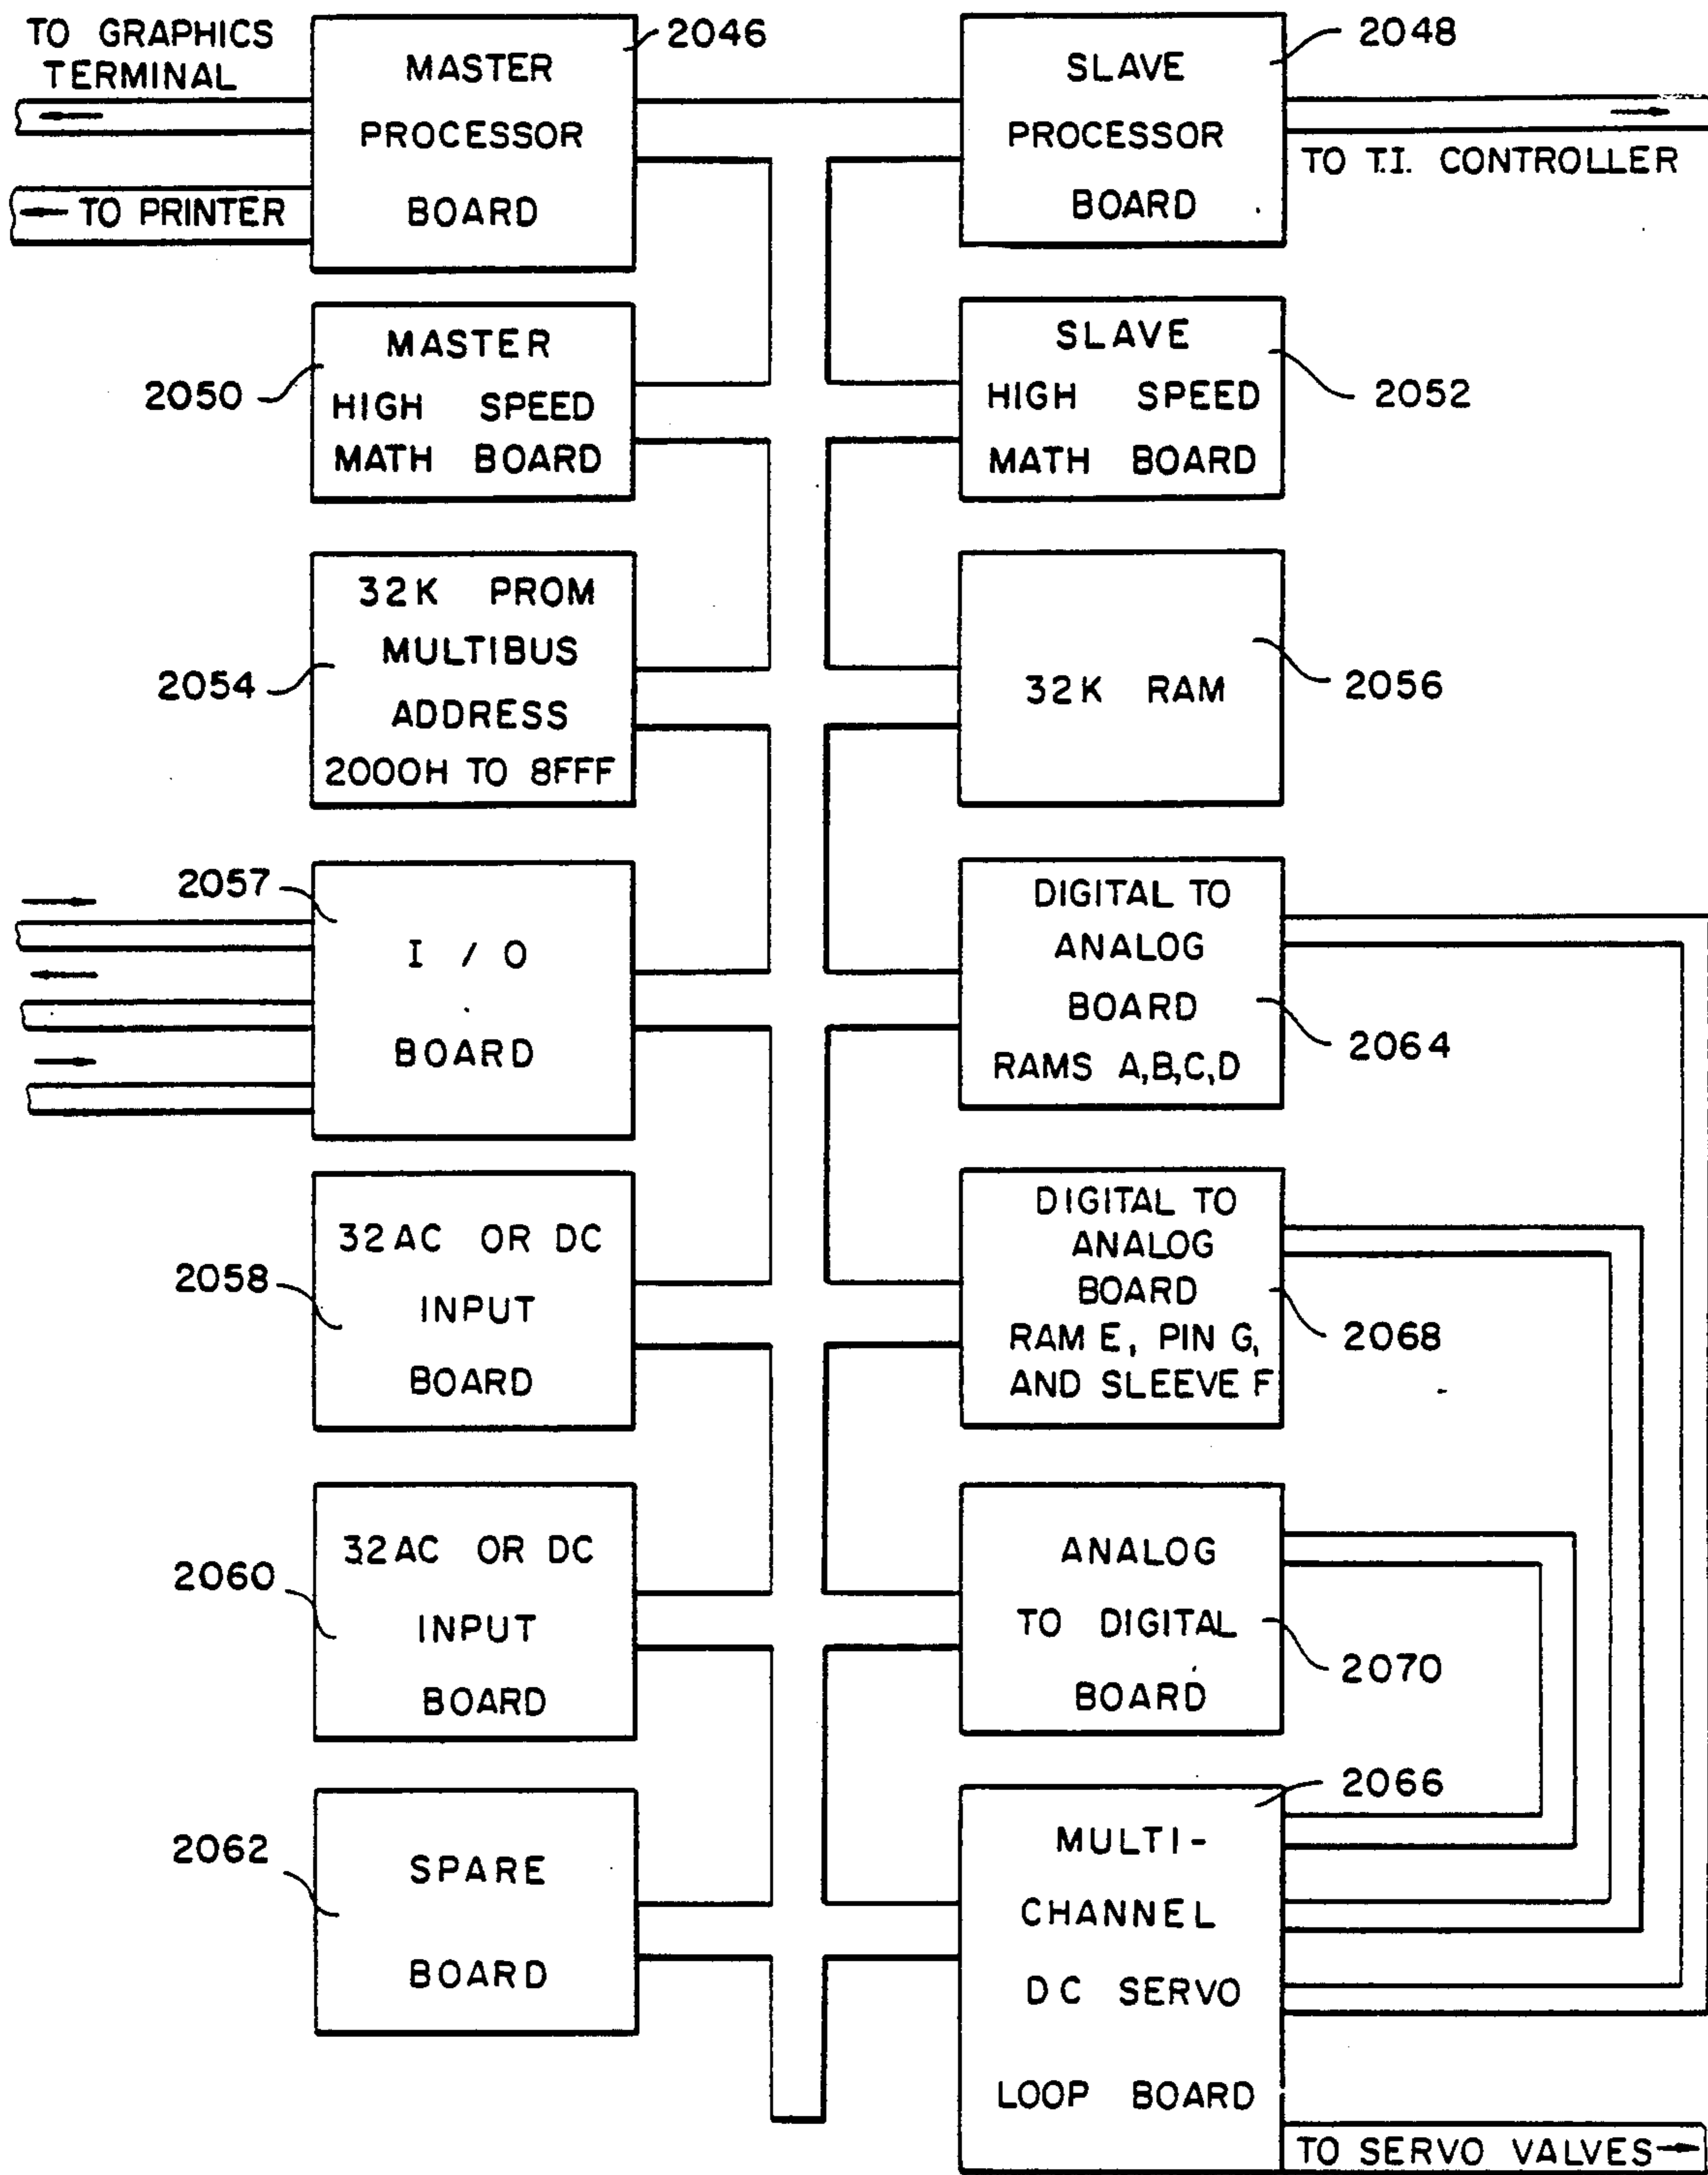 TO GRAPHICS
TERMINAL
TO PRINTER
MASTER
PROCESSOR
BOARD
2046
SLAVE
PROCESSOR
BOARD
2048
TO T.I. CONTROLLER
2050
MASTER
HIGH SPEED
MATH BOARD
SLAVE
HIGH SPEED
MATH BOARD
2052
2054
32K PROM
MULTIBUS
ADDRESS
2000H TO 8FFF
32K RAM
2056
2057
I / O
BOARD
DIGITAL TO
ANALOG
BOARD
RAMS A,B,C,D
2064
2058
32AC OR DC
INPUT
BOARD
DIGITAL TO
ANALOG
BOARD
RAM E, PIN G,
AND SLEEVE F
2068
2060
32AC OR DC
INPUT
BOARD
ANALOG
TO DIGITAL
BOARD
2070
2062
SPARE
BOARD
2066
MULTI-
CHANNEL
DC SERVO
LOOP BOARD
TO SERVO VALVES